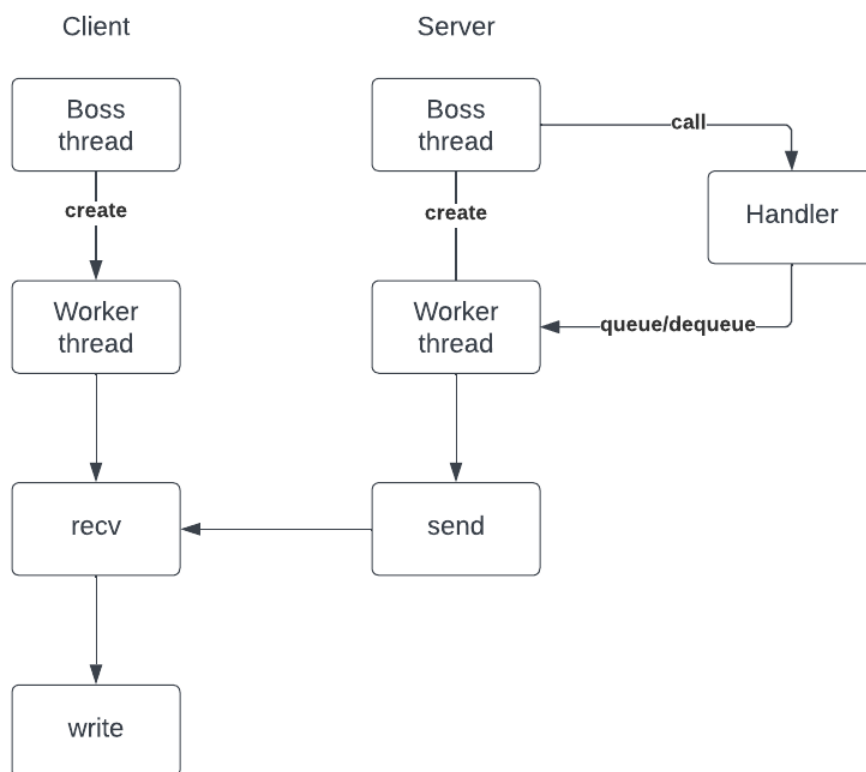 Client
Server
Boss
thread
Boss
thread
call
create
create
Handler
Worker
thread
Worker
thread
queue/dequeue
recv
send
write